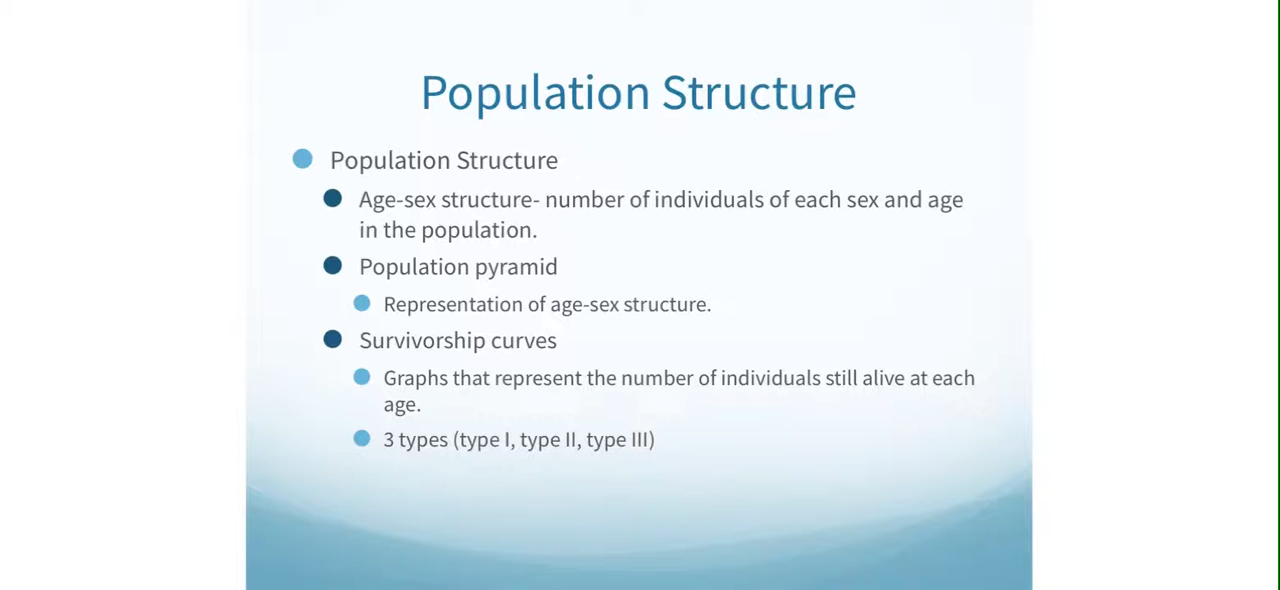 Population Structure
Population Structure
Age-sex structure- number of individuals of each sex and age
in the population.
Population pyramid
Representation of age-sex structure.
Survivorship curves
Graphs that represent the number of individuals still alive at each
age.
3 types (type I, type II, type III)